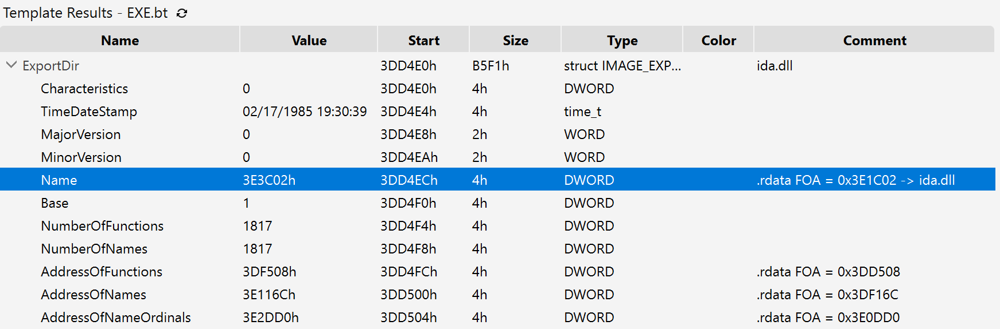 Template Results - EXE.bt
Name Value Start Size Type Color Comment
ExportDir 3DD4E0h B5F1h struct IMAGE_EXP... ida.dll
Characteristics 0 3DD4E0h 4h DWORD
TimeDateStamp 02/17/1985 19:30:39 3DD4E4h 4h time_t
MajorVersion 0 3DD4E8h 2h WORD
MinorVersion 0 3DD4EAh 2h WORD
Name 3E3C02h 3DD4ECh 4h DWORD .rdata FOA = 0x3E1C02 -> ida.dll
Base 1 3DD4F0h 4h DWORD
NumberOfFunctions 1817 3DD4F4h 4h DWORD
NumberOfNames 1817 3DD4F8h 4h DWORD
AddressOfFunctions 3DF508h 3DD4FCh 4h DWORD .rdata FOA = 0x3DD508
AddressOfNames 3E116Ch 3DD500h 4h DWORD .rdata FOA = 0x3DF16C
AddressOfNameOrdinals 3E2DD0h 3DD504h 4h DWORD .rdata FOA = 0x3E0DD0